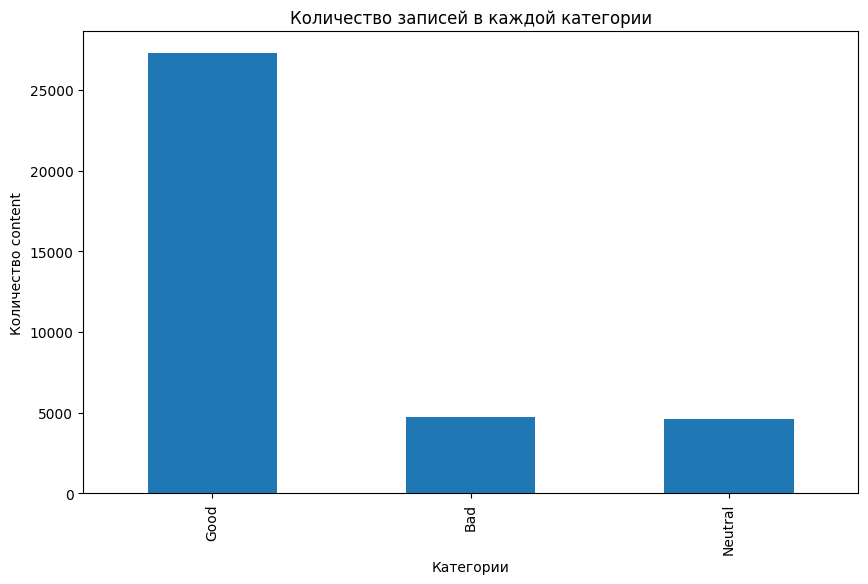 Количество записей в каждой категории
Количество content
25000
20000
15000
10000
5000
0
Good
Bad
Neutral
Категории